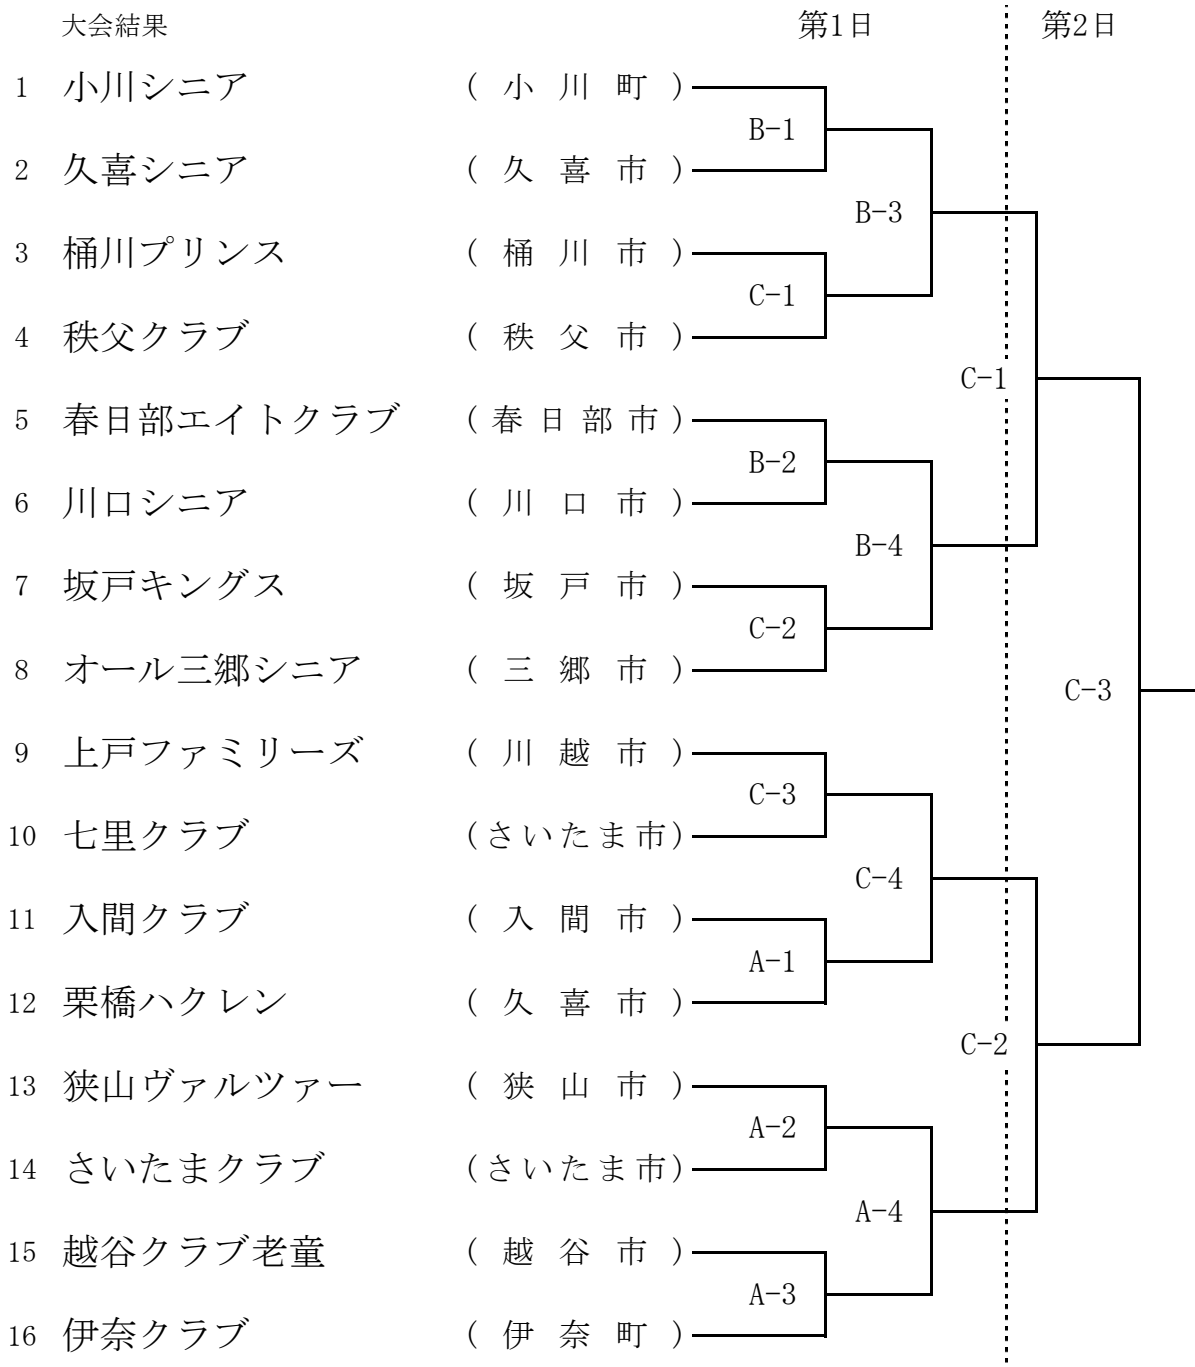 大会結果 第1日 第2日
1 小川シニア ( 小 川 町 )
B-1
2 久喜シニア ( 久 喜 市 )
B-3
3 桶川プリンス ( 桶 川 市 )
C-1
4 秩父クラブ ( 秩 父 市 )
C-1
5 春日部エイトクラブ ( 春 日 部 市 )
B-2
6 川口シニア ( 川 口 市 )
B-4
7 坂戸キングス ( 坂 戸 市 )
C-2
8 オール三郷シニア ( 三 郷 市 )
C-3
9 上戸ファミリーズ ( 川 越 市 )
C-3
10 七里クラブ (さいたま市)
C-4
11 入間クラブ ( 入 間 市 )
A-1
12 栗橋ハクレン ( 久 喜 市 )
C-2
13 狭山ヴァルツァー ( 狭 山 市 )
A-2
14 さいたまクラブ (さいたま市)
A-4
15 越谷クラブ老童 ( 越 谷 市 )
A-3
16 伊奈クラブ ( 伊 奈 町 )